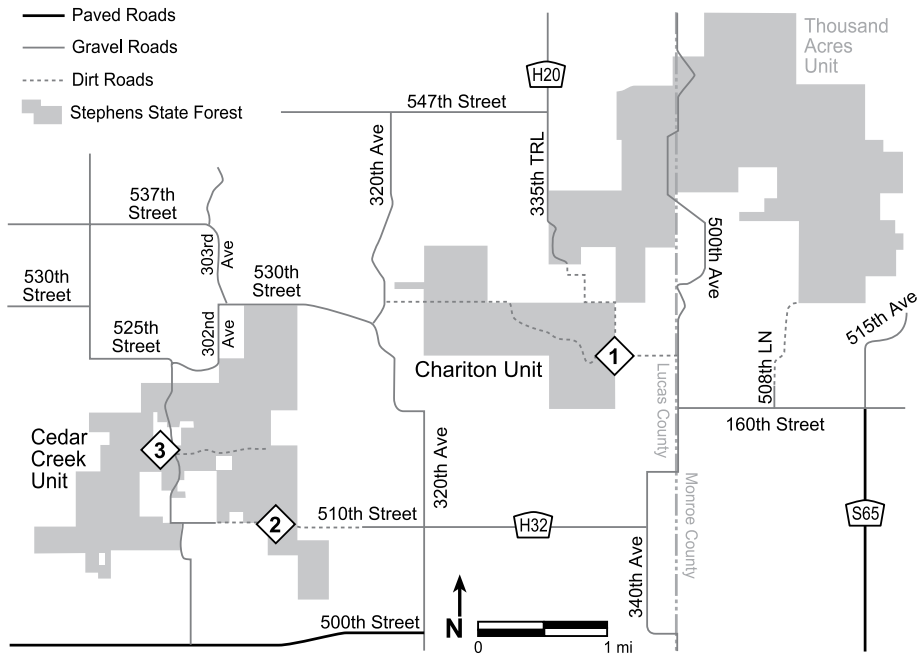 Paved Roads
Gravel Roads
Dirt Roads
Stephens State Forest
Thousand
Acres
Unit
H20
547th Street
320th Ave
335th TRL
537th
Street
303rd
Ave
500th Ave
530th
Street
530th
Street
302nd
Ave
525th
Street
515th Ave
508th LN
1
Chariton Unit
Lucas County
160th Street
Cedar
Creek
Unit
3
320th Ave
2
510th Street
H32
Monroe County
S65
340th Ave
N
500th Street
0
1 mi